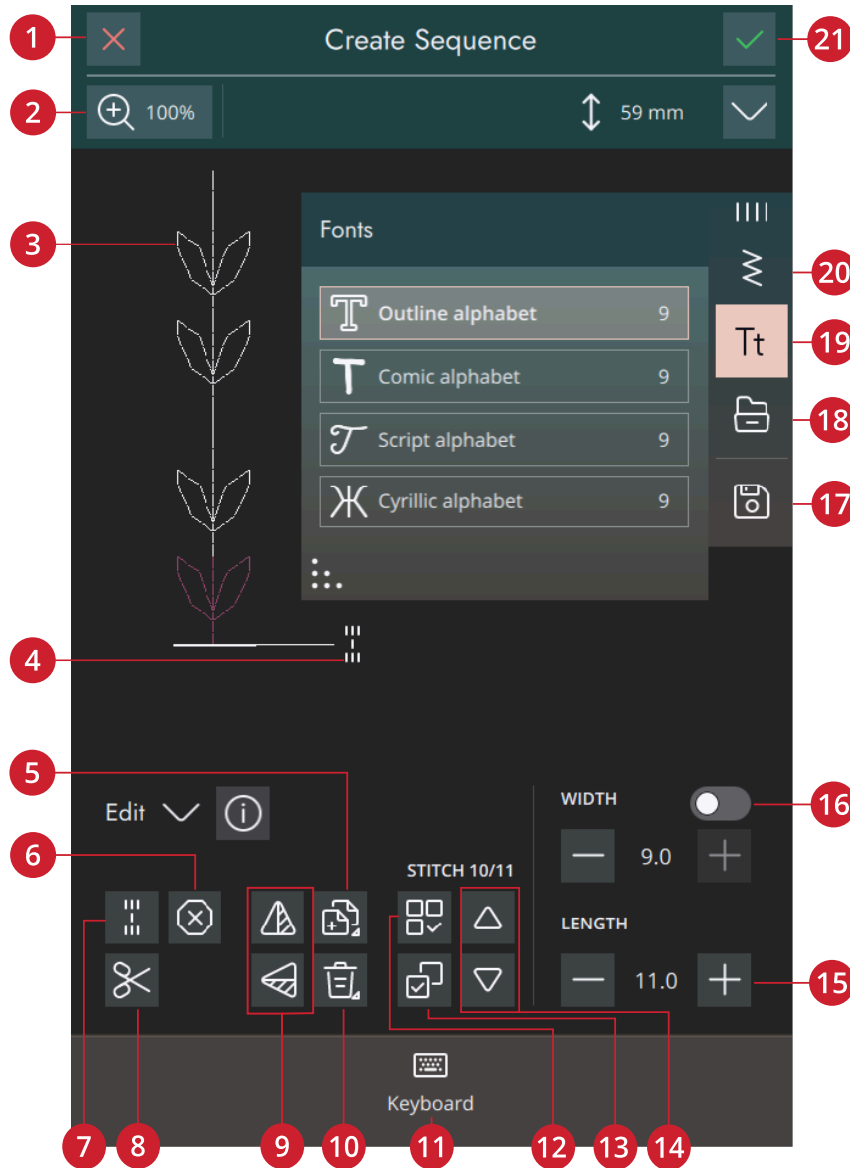 1
Create Sequence
21
2
100%
59 mm
3
Fonts
20
T Outline alphabet 9
Tt
19
T Comic alphabet 9
18
T Script alphabet 9
Ж Cyrillic alphabet 9
17
4
5
Edit
i
WIDTH
16
6
9.0
STITCH 10/11
7
LENGTH
11.0
15
8
Keyboard
9
10
11
12
13
14